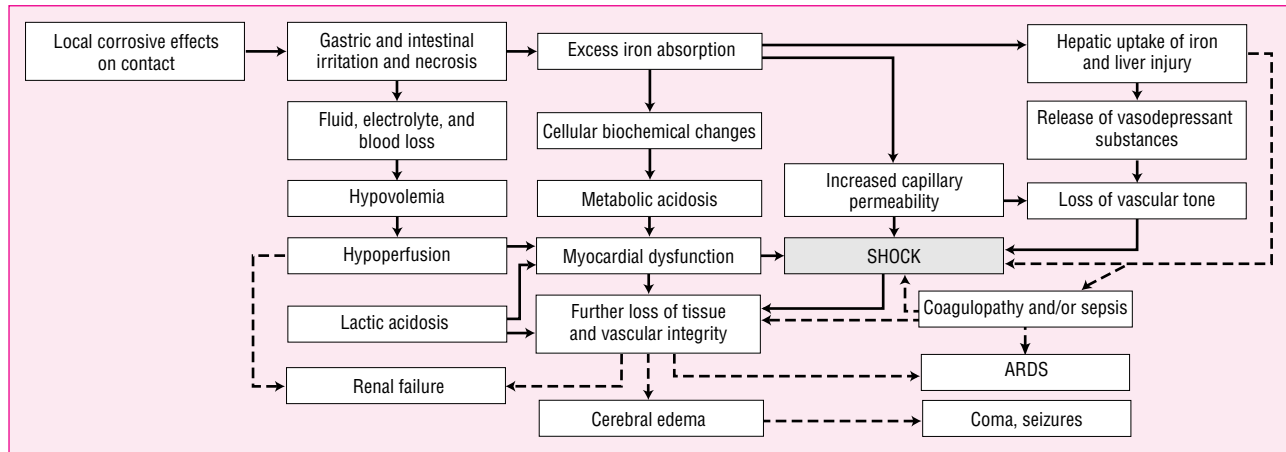 Local corrosive effects
on contact
Gastric and intestinal
irritation and necrosis
Excess iron absorption
Hepatic uptake of iron
and liver injury
Fluid, electrolyte, and
blood loss
Cellular biochemical changes
Release of vasodepressant
substances
Hypovolemia
Metabolic acidosis
Increased capillary
permeability
Loss of vascular tone
Hypoperfusion
Myocardial dysfunction
SHOCK
Lactic acidosis
Further loss of tissue
and vascular integrity
Coagulopathy and/or sepsis
Renal failure
ARDS
Cerebral edema
Coma, seizures